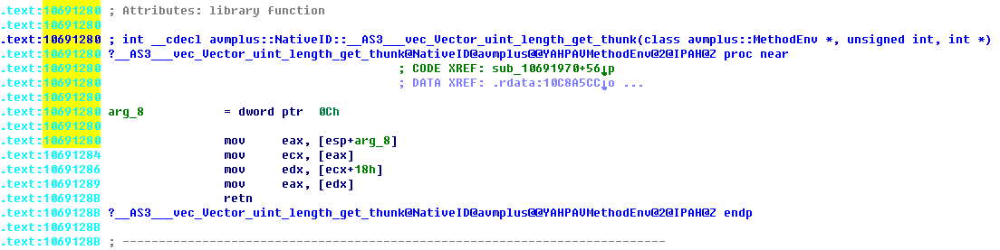 .text:10691280 ; Attributes: library function
.text:10691280
.text:10691280 ; int __cdecl avmplus::NativeID::__AS3___vec_Vector_uint_length_get_thunk(class avmplus::MethodEnv *, unsigned int, int *)
.text:10691280 ?__AS3___vec_Vector_uint_length_get_thunk@NativeID@avmplus@@YAHPAVMethodEnv@2@IPAH@Z proc near
.text:10691280 ; CODE XREF: sub_10691970+56↓p
.text:10691280 ; DATA XREF: .rdata:10C8A5CC↓o ...
.text:10691280
.text:10691280 arg_8 = dword ptr 0Ch
.text:10691280
.text:10691280 mov eax, [esp+arg_8]
.text:10691284 mov ecx, [eax]
.text:10691286 mov edx, [ecx+18h]
.text:10691289 mov eax, [edx]
.text:1069128B retn
.text:1069128B ?__AS3___vec_Vector_uint_length_get_thunk@NativeID@avmplus@@YAHPAVMethodEnv@2@IPAH@Z endp
.text:1069128B
.text:1069128B ; ---------------------------------------------------------------------------